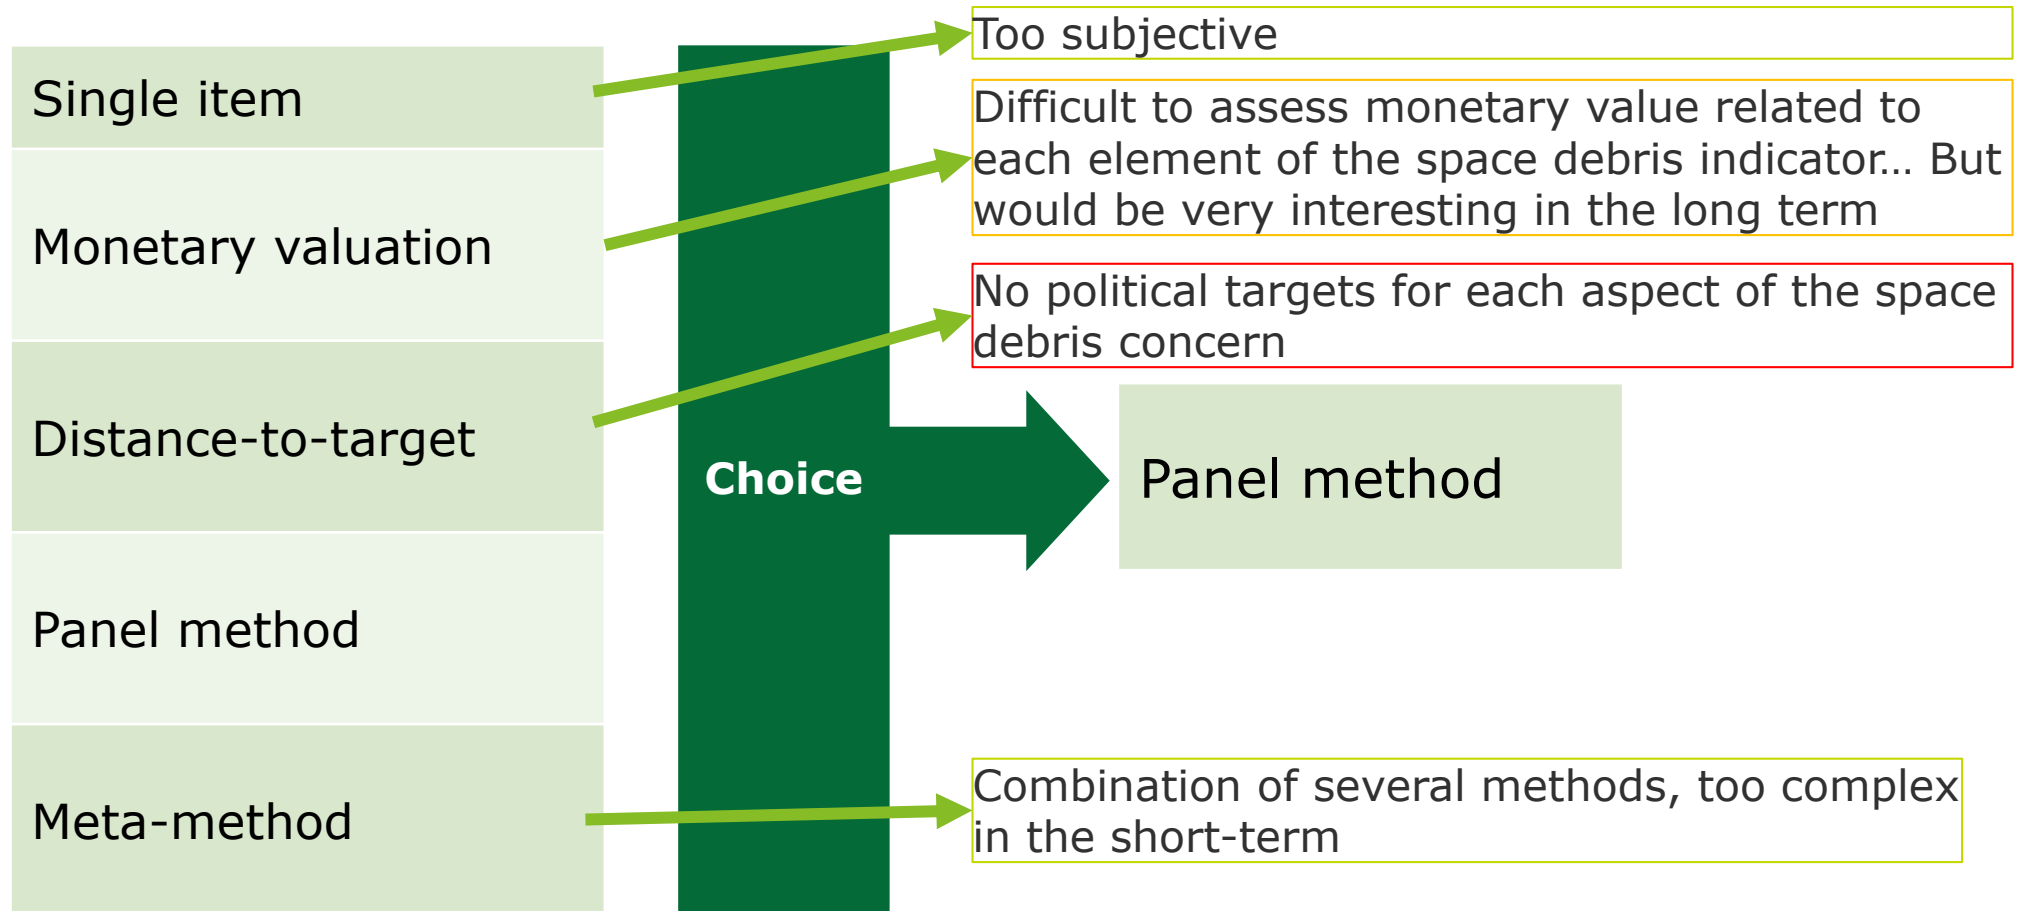 Single item
Monetary valuation
Distance-to-target
Panel method
Meta-method
Choice
Too subjective
Difficult to assess monetary value related to
each element of the space debris indicator… But
would be very interesting in the long term
No political targets for each aspect of the space
debris concern
Panel method
Combination of several methods, too complex
in the short-term